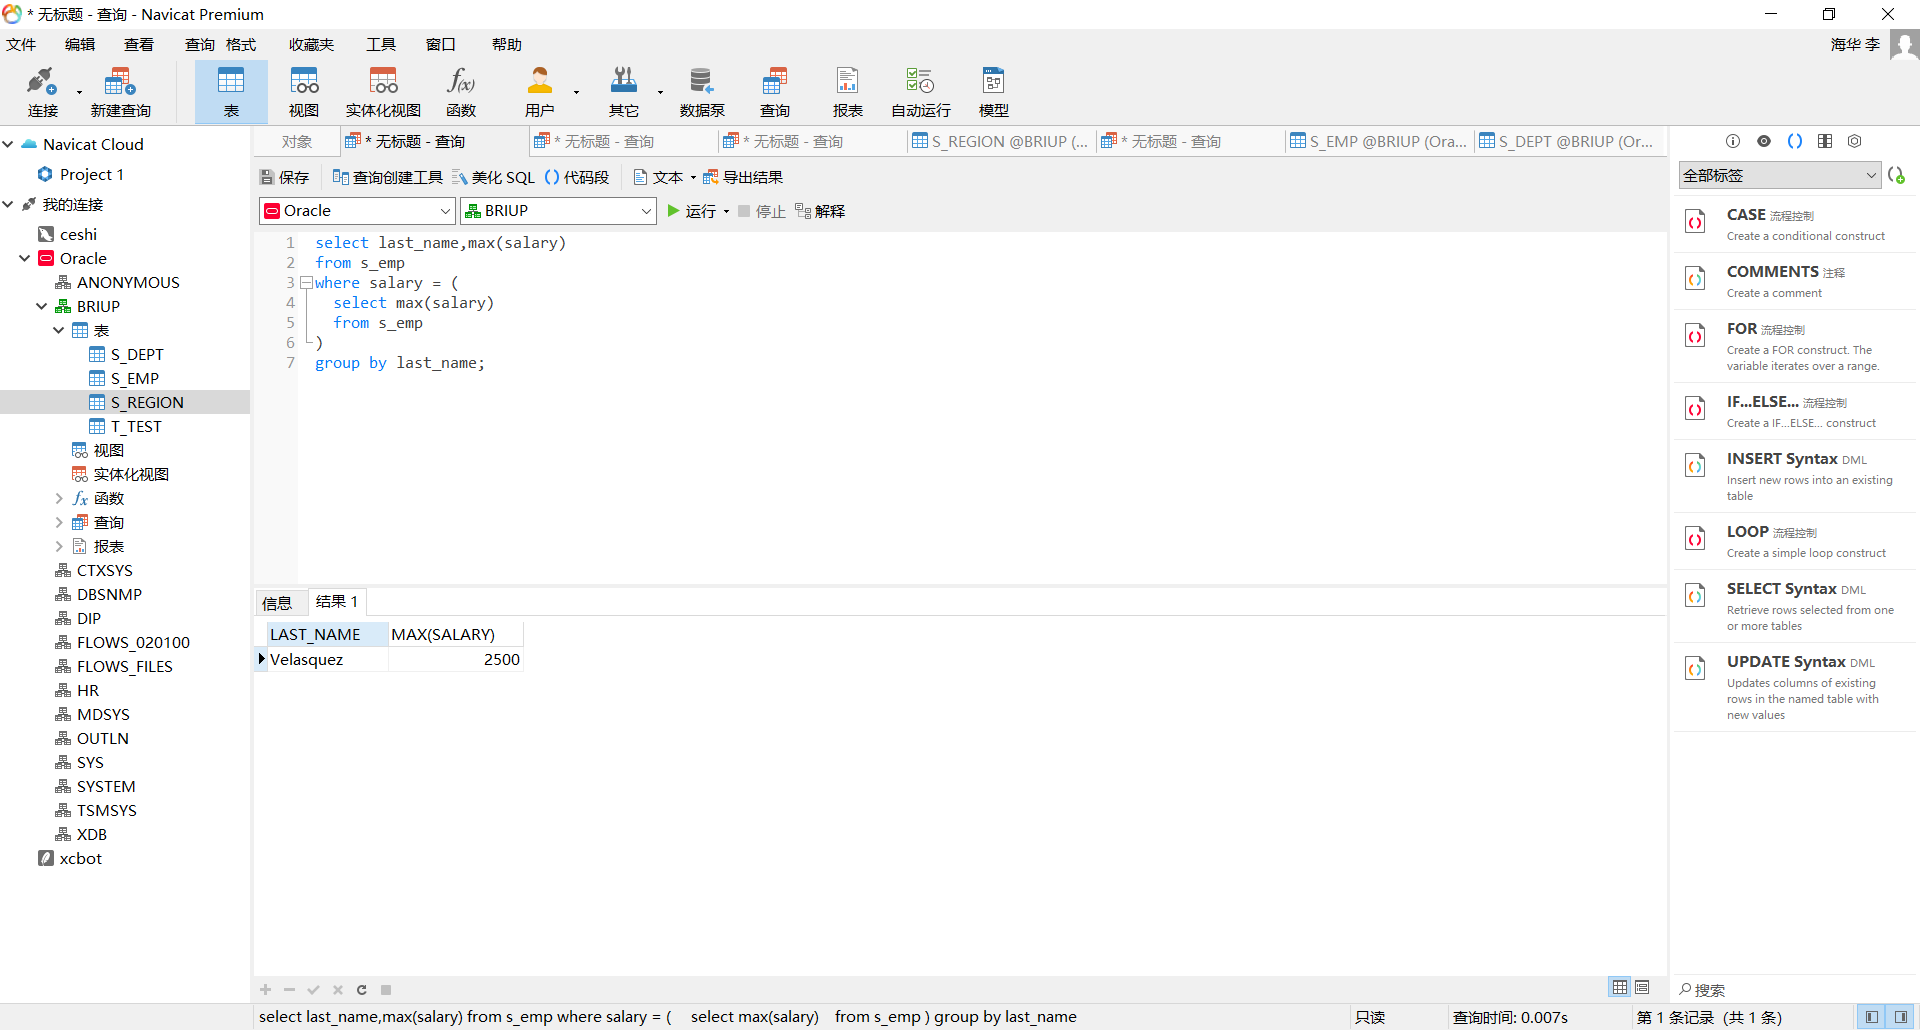 * 无标题 - 查询 - Navicat Premium
文件 编辑 查看 查询 格式 收藏夹 工具 窗口 帮助 海华 李
连接 新建查询 表 视图 实体化视图 函数 用户 其它 数据泵 查询 报表 自动运行 模型
Navicat Cloud
Project 1
我的连接
ceshi
Oracle
ANONYMOUS
BRIUP
表
S_DEPT
S_EMP
S_REGION
T_TEST
视图
实体化视图
函数
查询
报表
CTXSYS
DBSNMP
DIP
FLOWS_020100
FLOWS_FILES
HR
MDSYS
OUTLN
SYS
SYSTEM
TSMSYS
XDB
xcbot
对象 * 无标题 - 查询 * 无标题 - 查询 * 无标题 - 查询 S_REGION @BRIUP (... * 无标题 - 查询 S_EMP @BRIUP (Ora... S_DEPT @BRIUP (Or...
保存 查询创建工具 美化 SQL () 代码段 文本 导出结果
Oracle BRIUP 运行 停止 解释
1 select last_name,max(salary)
2 from s_emp
3 where salary = (
4 select max(salary)
5 from s_emp
6 )
7 group by last_name;
信息 结果 1
LAST_NAME MAX(SALARY)
Velasquez 2500
全部标签
CASE 流程控制
Create a conditional construct
COMMENTS 注释
Create a comment
FOR 流程控制
Create a FOR construct. The
variable iterates over a range.
IF...ELSE... 流程控制
Create a IF...ELSE... construct
INSERT Syntax DML
Insert new rows into an existing
table
LOOP 流程控制
Create a simple loop construct
SELECT Syntax DML
Retrieve rows selected from one
or more tables
UPDATE Syntax DML
Updates columns of existing
rows in the named table with
new values
搜索
select last_name,max(salary) from s_emp where salary = ( select max(salary) from s_emp ) group by last_name 只读 查询时间: 0.007s 第 1 条记录 (共 1 条)